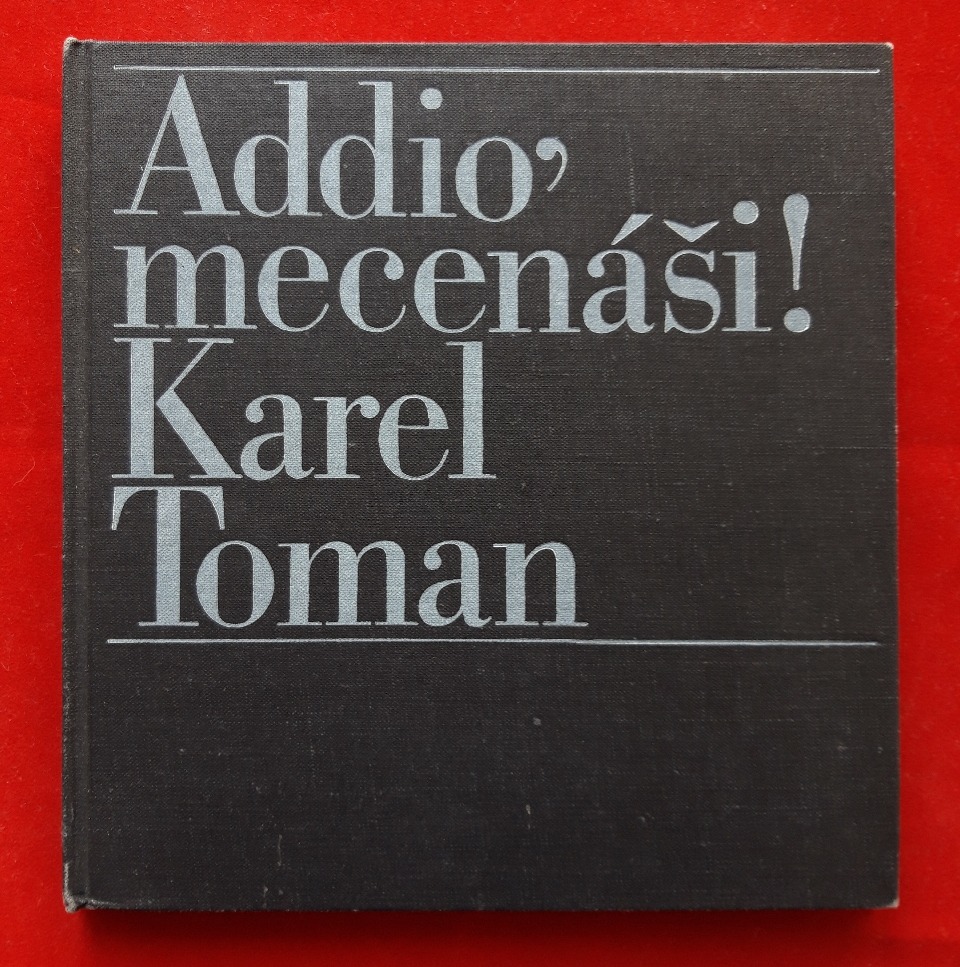 Addio,
mecenáši!
Karel
Toman